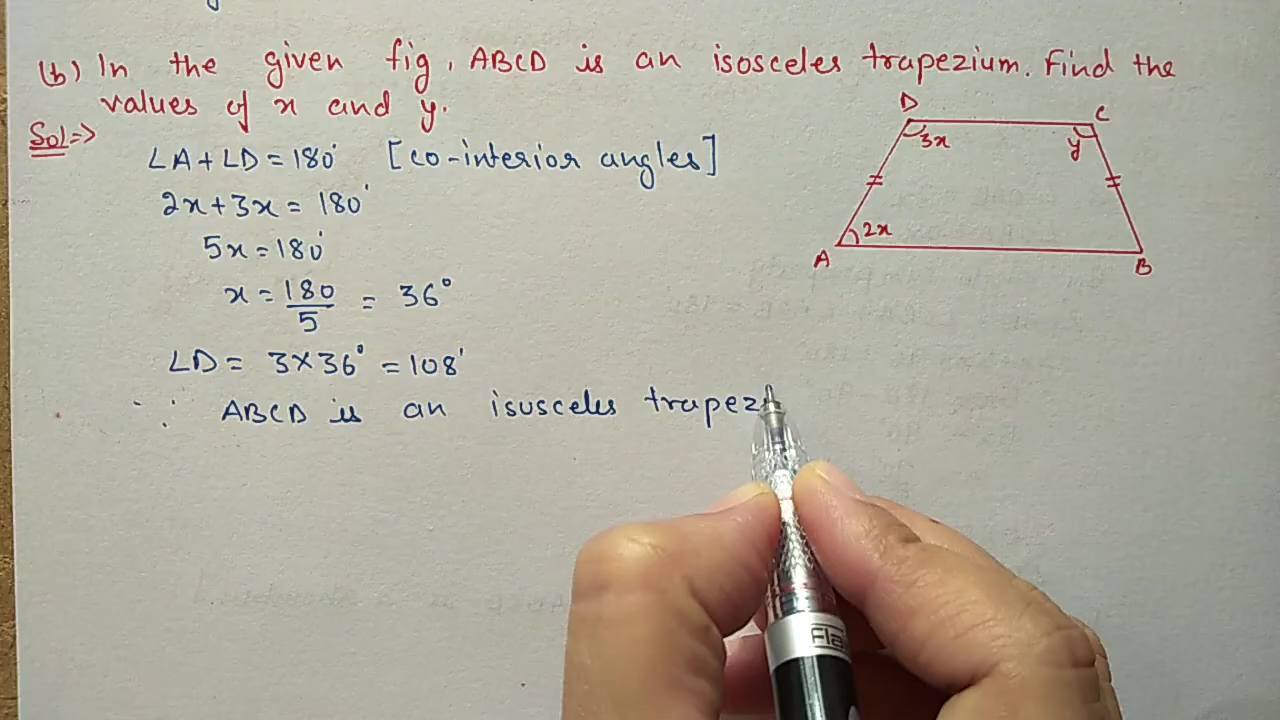 (b) In the given fig, ABCD is an isosceles trapezium. Find the
values of x and y.
Sol=>
∠A+∠D=180° [co-interior angles]
2x+3x=180°
5x=180°
x=180/5 = 36°
∠D= 3×36° =108°
∵ ABCD is an isusceles trapez
D
C
3x
y
2x
A
B